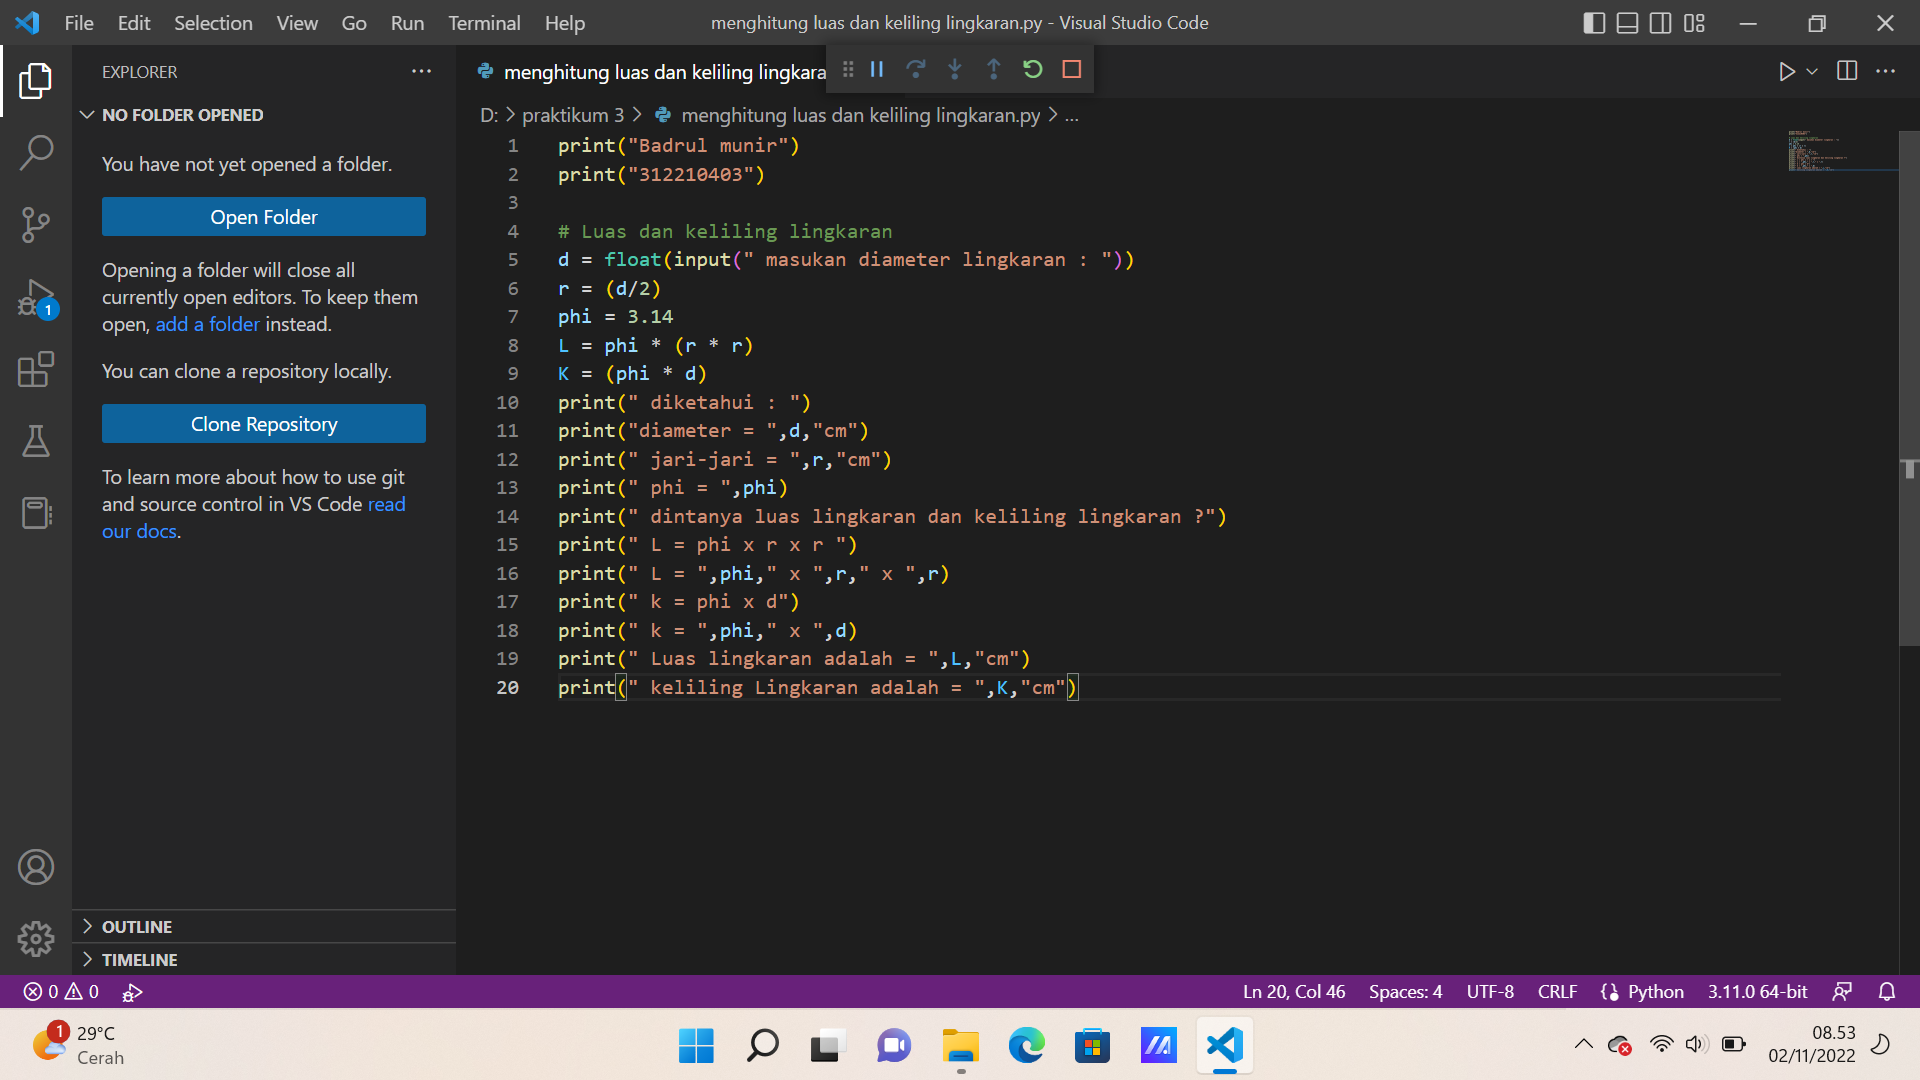 File Edit Selection View Go Run Terminal Help
menghitung luas dan keliling lingkaran.py - Visual Studio Code
EXPLORER
NO FOLDER OPENED
You have not yet opened a folder.
Open Folder
Opening a folder will close all
currently open editors. To keep them
open, add a folder instead.
You can clone a repository locally.
Clone Repository
To learn more about how to use git
and source control in VS Code read
our docs.
OUTLINE
TIMELINE
menghitung luas dan keliling lingkara
D: > praktikum 3 > menghitung luas dan keliling lingkaran.py > ...
1 print("Badrul munir")
2 print("312210403")
3
4 # Luas dan keliling lingkaran
5 d = float(input(" masukan diameter lingkaran : "))
6 r = (d/2)
7 phi = 3.14
8 L = phi * (r * r)
9 K = (phi * d)
10 print(" diketahui : ")
11 print("diameter = ",d,"cm")
12 print(" jari-jari = ",r,"cm")
13 print(" phi = ",phi)
14 print(" dintanya luas lingkaran dan keliling lingkaran ?")
15 print(" L = phi x r x r ")
16 print(" L = ",phi," x ",r," x ",r)
17 print(" k = phi x d")
18 print(" k = ",phi," x ",d)
19 print(" Luas lingkaran adalah = ",L,"cm")
20 print(" keliling Lingkaran adalah = ",K,"cm")
1
0 0
Ln 20, Col 46 Spaces: 4 UTF-8 CRLF Python 3.11.0 64-bit
1
29°C
Cerah
08.53
02/11/2022